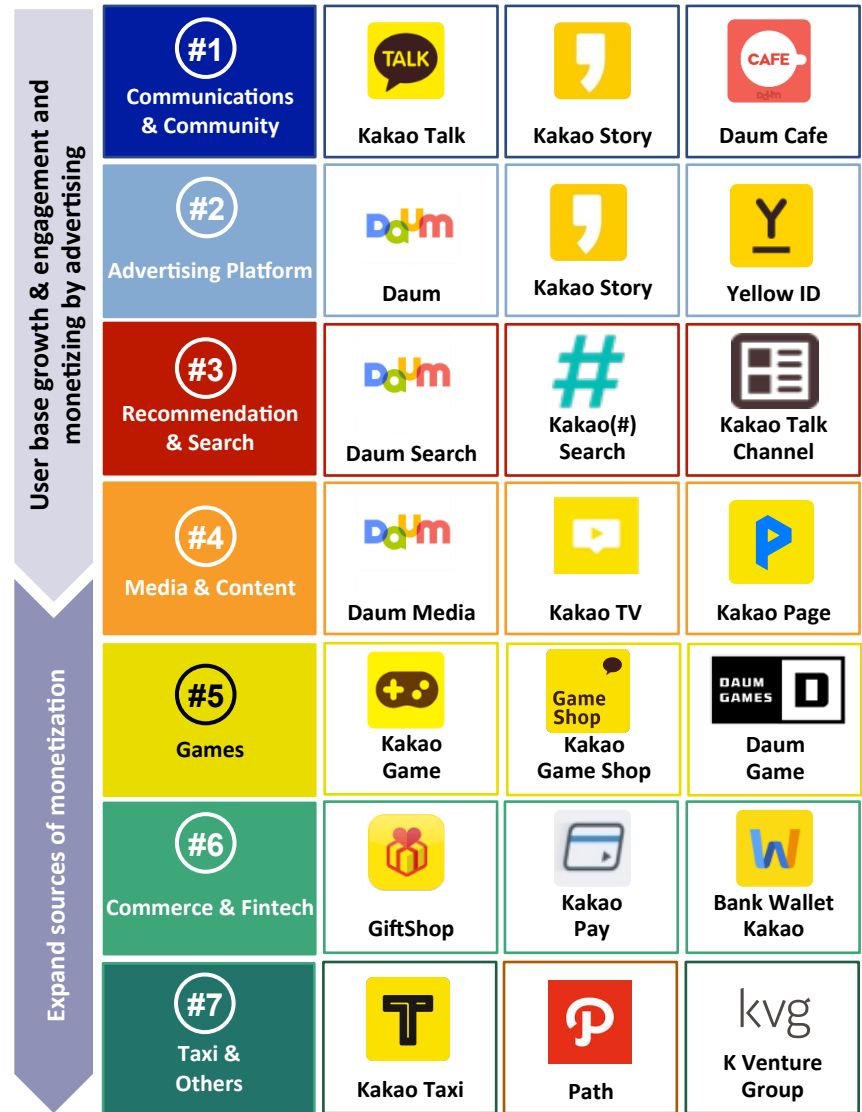 User base growth & engagement and
monetizing by advertising
Expand sources of monetization
#1
Communications
& Community
TALK
Kakao Talk
Kakao Story
CAFE
Daum
Daum Cafe
#2
Advertising Platform
Daum
Daum
Kakao Story
Y
Yellow ID
#3
Recommendation
& Search
Daum
Daum Search
#
Kakao(#)
Search
Kakao Talk
Channel
#4
Media & Content
Daum
Daum Media
Kakao TV
P
Kakao Page
#5
Games
Kakao
Game
Game
Shop
Kakao
Game Shop
DAUM
GAMES
D
Daum
Game
#6
Commerce & Fintech
GiftShop
Kakao
Pay
W
Bank Wallet
Kakao
#7
Taxi &
Others
T
Kakao Taxi
P
Path
kvg
K Venture
Group